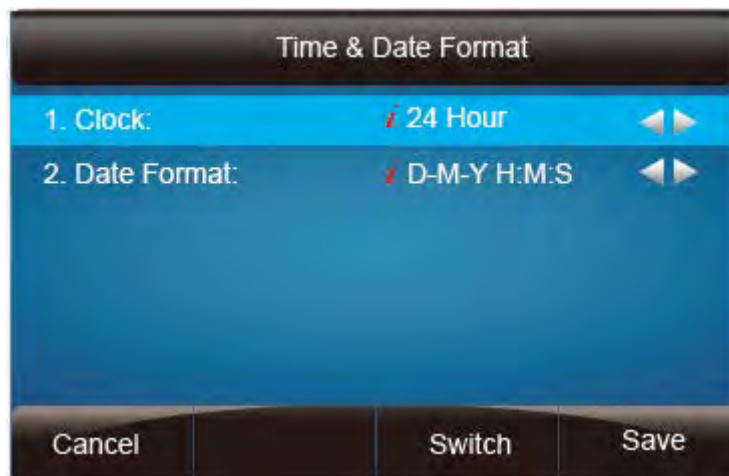 Time & Date Format
1. Clock: i 24 Hour
2. Date Format: i D-M-Y H:M:S
Cancel Switch Save